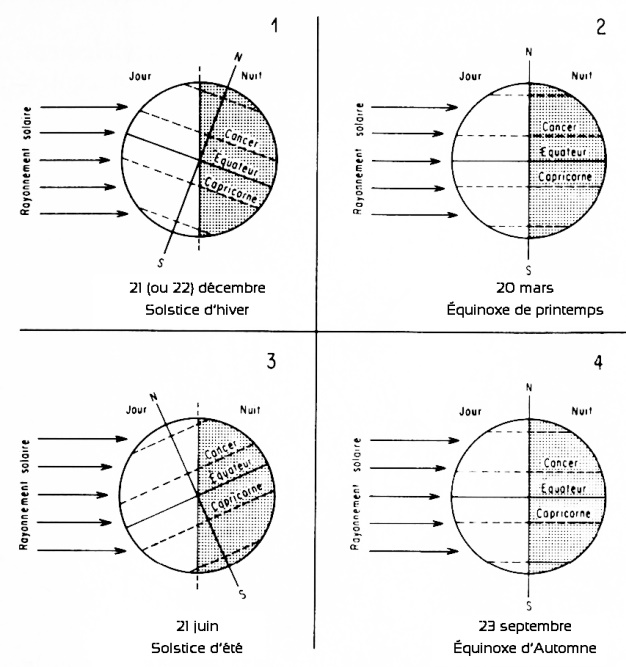 1
N
Jour
Nuit
Rayonnement solaire
Cancer
Équateur
Capricorne
S
21 (ou 22) décembre
Solstice d'hiver
2
N
Jour
Nuit
Rayonnement solaire
Cancer
Équateur
Capricorne
S
20 mars
Équinoxe de printemps
3
N
Jour
Nuit
Rayonnement solaire
Cancer
Équateur
Capricorne
S
21 juin
Solstice d'été
4
N
Jour
Nuit
Rayonnement solaire
Cancer
Équateur
Capricorne
S
23 septembre
Équinoxe d'Automne